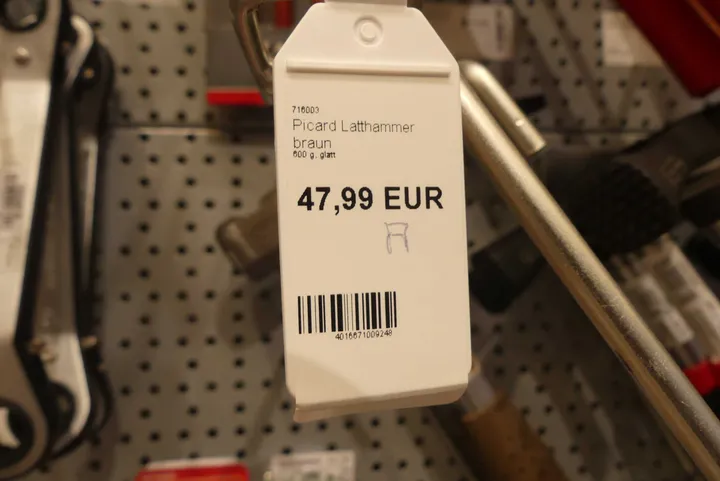 716003
Picard Latthammer
braun
600 g. glatt
47,99 EUR
4016671009248